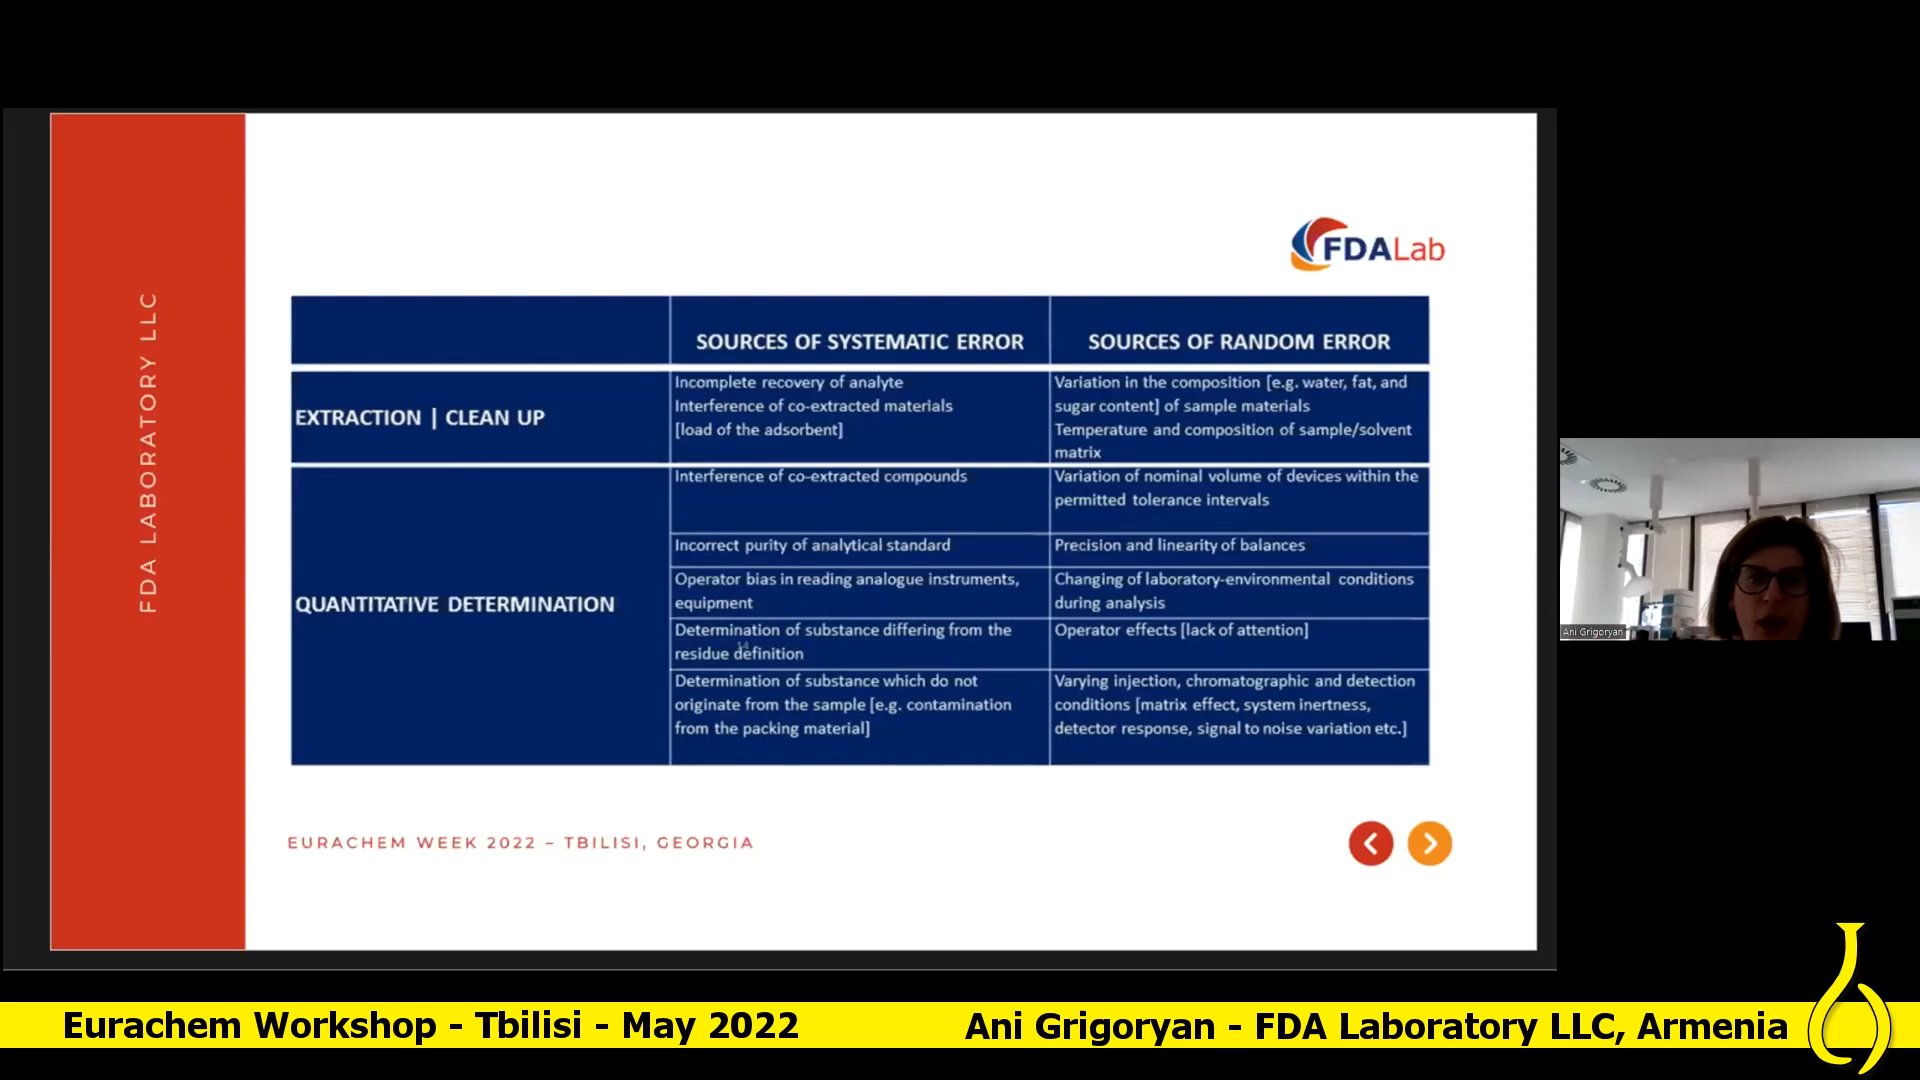 FDA LABORATORY LLC
FDALab
SOURCES OF SYSTEMATIC ERROR
SOURCES OF RANDOM ERROR
EXTRACTION | CLEAN UP
Incomplete recovery of analyte
Interference of co-extracted materials
[load of the adsorbent]
Variation in the composition [e.g. water, fat, and
sugar content] of sample materials
Temperature and composition of sample/solvent
matrix
QUANTITATIVE DETERMINATION
Interference of co-extracted compounds
Variation of nominal volume of devices within the
permitted tolerance intervals
Incorrect purity of analytical standard
Precision and linearity of balances
Operator bias in reading analogue instruments,
equipment
Changing of laboratory-environmental conditions
during analysis
Determination of substance differing from the
residue definition
Operator effects [lack of attention]
Determination of substance which do not
originate from the sample [e.g. contamination
from the packing material]
Varying injection, chromatographic and detection
conditions [matrix effect, system inertness,
detector response, signal to noise variation etc.]
EURACHEM WEEK 2022 – TBILISI, GEORGIA
Ani Grigoryan
Eurachem Workshop - Tbilisi - May 2022
Ani Grigoryan - FDA Laboratory LLC, Armenia